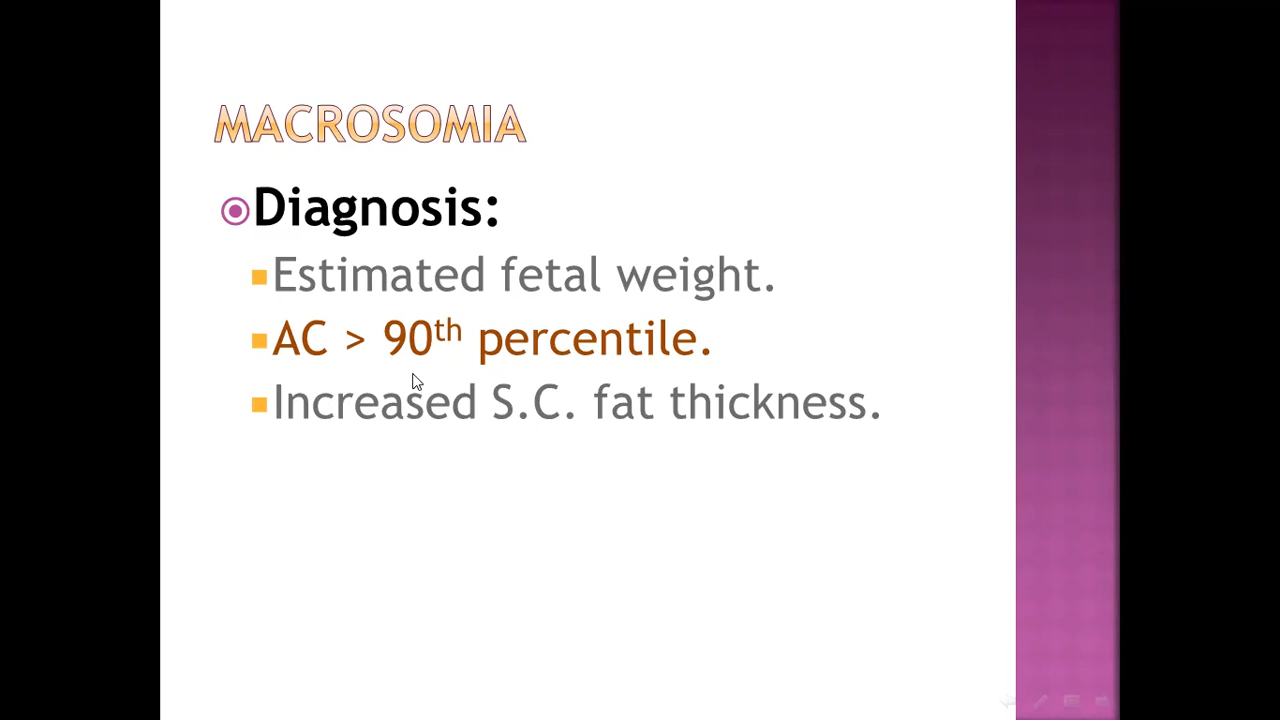 MACROSOMIA
Diagnosis:
Estimated fetal weight.
AC > 90th percentile.
Increased S.C. fat thickness.